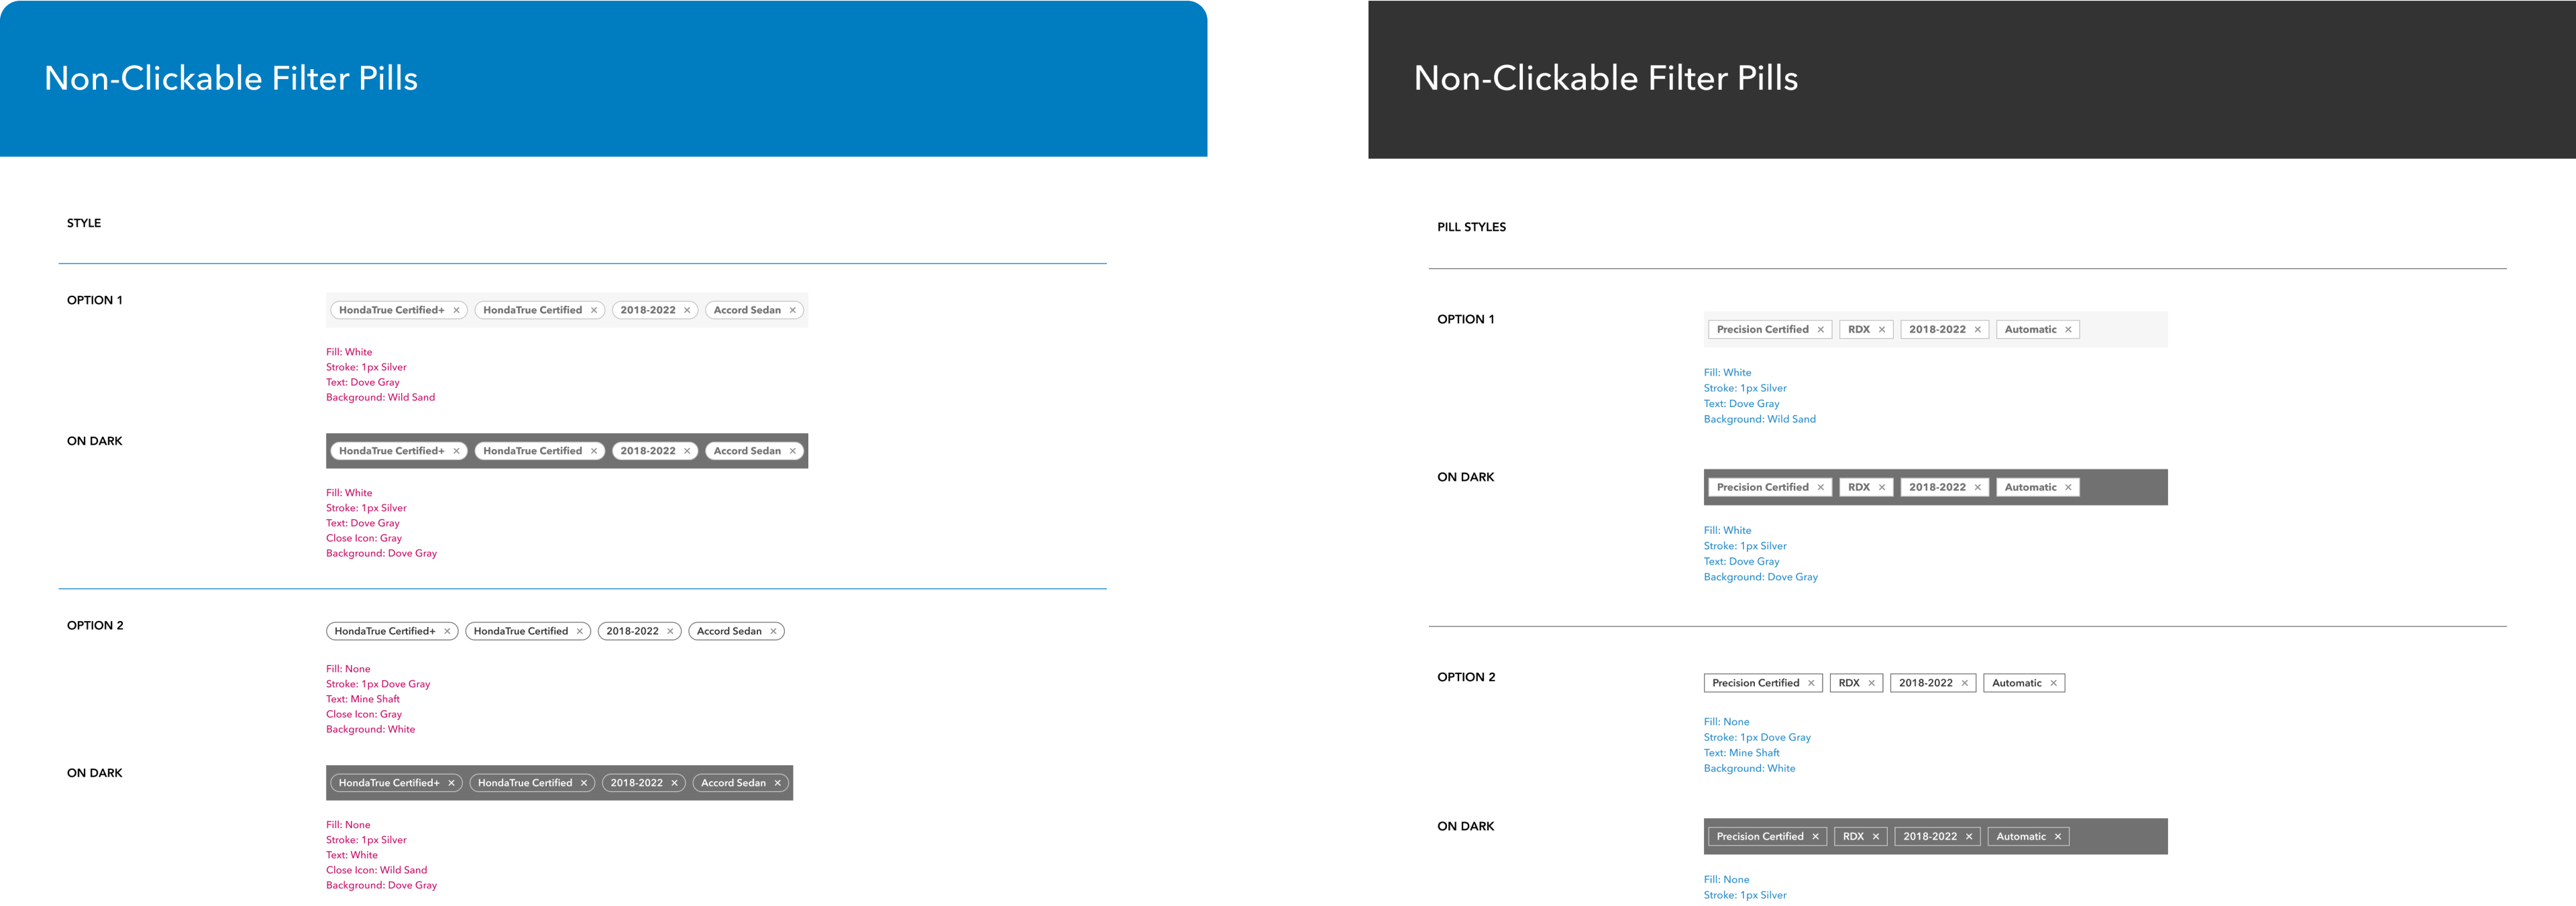 Non-Clickable Filter Pills
STYLE
OPTION 1
HondaTrue Certified+ × HondaTrue Certified × 2018-2022 × Accord Sedan ×
Fill: White
Stroke: 1px Silver
Text: Dove Gray
Background: Wild Sand
ON DARK
HondaTrue Certified+ × HondaTrue Certified × 2018-2022 × Accord Sedan ×
Fill: White
Stroke: 1px Silver
Text: Dove Gray
Close Icon: Gray
Background: Dove Gray
OPTION 2
HondaTrue Certified+ × HondaTrue Certified × 2018-2022 × Accord Sedan ×
Fill: None
Stroke: 1px Dove Gray
Text: Mine Shaft
Close Icon: Gray
Background: White
ON DARK
HondaTrue Certified+ × HondaTrue Certified × 2018-2022 × Accord Sedan ×
Fill: None
Stroke: 1px Silver
Text: White
Close Icon: Wild Sand
Background: Dove Gray
Non-Clickable Filter Pills
PILL STYLES
OPTION 1
Precision Certified × RDX × 2018-2022 × Automatic ×
Fill: White
Stroke: 1px Silver
Text: Dove Gray
Background: Wild Sand
ON DARK
Precision Certified × RDX × 2018-2022 × Automatic ×
Fill: White
Stroke: 1px Silver
Text: Dove Gray
Background: Dove Gray
OPTION 2
Precision Certified × RDX × 2018-2022 × Automatic ×
Fill: None
Stroke: 1px Dove Gray
Text: Mine Shaft
Background: White
ON DARK
Precision Certified × RDX × 2018-2022 × Automatic ×
Fill: None
Stroke: 1px Silver